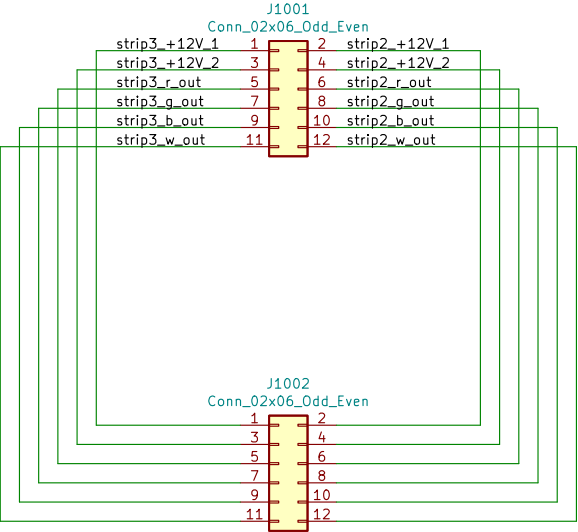 J1001
Conn_02x06_Odd_Even
strip3_+12V_1 1 2 strip2_+12V_1
strip3_+12V_2 3 4 strip2_+12V_2
strip3_r_out 5 6 strip2_r_out
strip3_g_out 7 8 strip2_g_out
strip3_b_out 9 10 strip2_b_out
strip3_w_out 11 12 strip2_w_out
J1002
Conn_02x06_Odd_Even
1 2
3 4
5 6
7 8
9 10
11 12